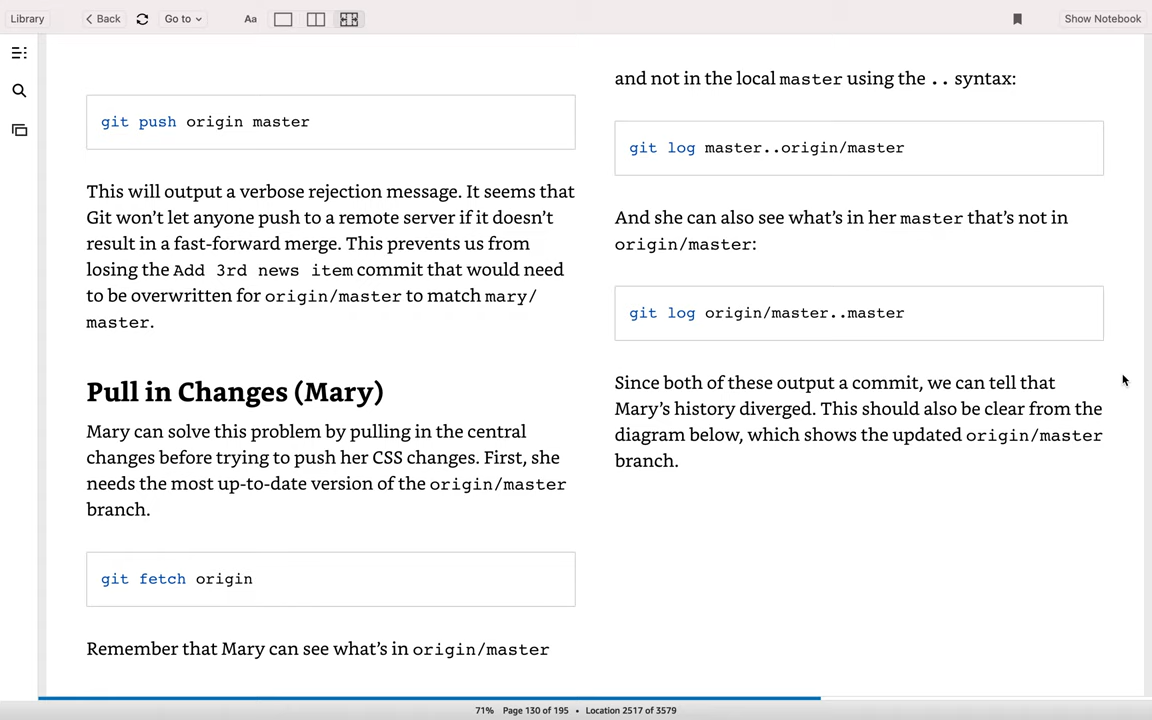 Library
Back
Go to
Aa
Show Notebook
git push origin master
This will output a verbose rejection message. It seems that
Git won’t let anyone push to a remote server if it doesn’t
result in a fast-forward merge. This prevents us from
losing the Add 3rd news item commit that would need
to be overwritten for origin/master to match mary/
master.
Pull in Changes (Mary)
Mary can solve this problem by pulling in the central
changes before trying to push her CSS changes. First, she
needs the most up-to-date version of the origin/master
branch.
git fetch origin
Remember that Mary can see what’s in origin/master
and not in the local master using the .. syntax:
git log master..origin/master
And she can also see what’s in her master that’s not in
origin/master:
git log origin/master..master
Since both of these output a commit, we can tell that
Mary’s history diverged. This should also be clear from the
diagram below, which shows the updated origin/master
branch.
71% Page 130 of 195 • Location 2517 of 3579